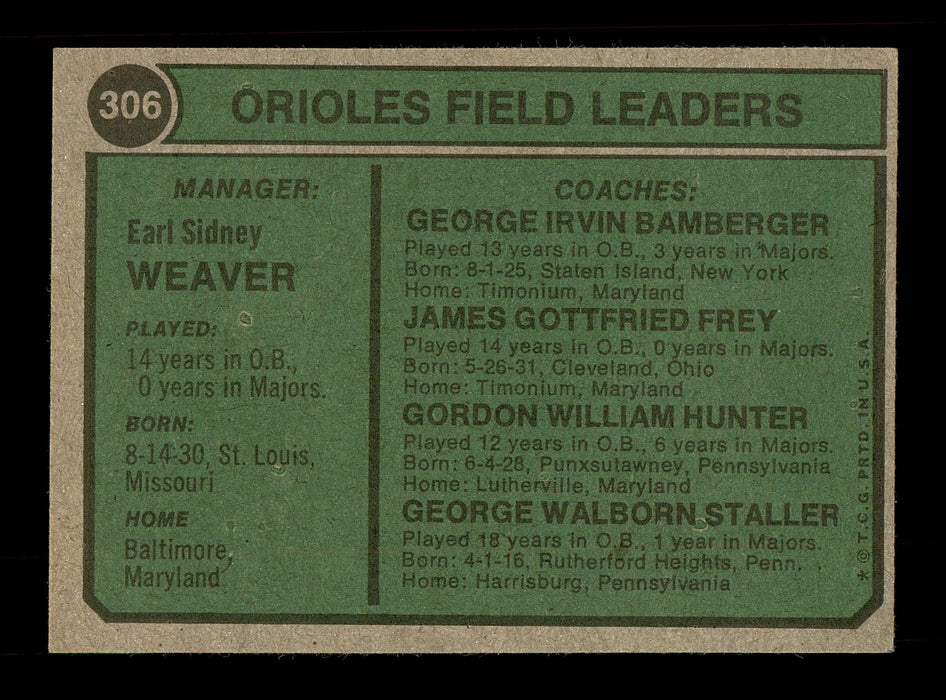 306
ORIOLES FIELD LEADERS
MANAGER:
Earl Sidney
WEAVER
PLAYED:
14 years in O.B.,
0 years in Majors.
BORN:
8-14-30, St. Louis,
Missouri
HOME
Baltimore,
Maryland
COACHES:
GEORGE IRVIN BAMBERGER
Played 13 years in O.B., 3 years in Majors.
Born: 8-1-25, Staten Island, New York
Home: Timonium, Maryland
JAMES GOTTFRIED FREY
Played 14 years in O.B., 0 years in Majors.
Born: 5-26-31, Cleveland, Ohio
Home: Timonium, Maryland
GORDON WILLIAM HUNTER
Played 12 years in O.B., 6 years in Majors.
Born: 6-4-28, Punxsutawney, Pennsylvania
Home: Lutherville, Maryland
GEORGE WALBORN STALLER
Played 18 years in O.B., 1 year in Majors.
Born: 4-1-16, Rutherford Heights, Penn.
Home: Harrisburg, Pennsylvania
* © T.C.G. PRTD. IN U.S.A.